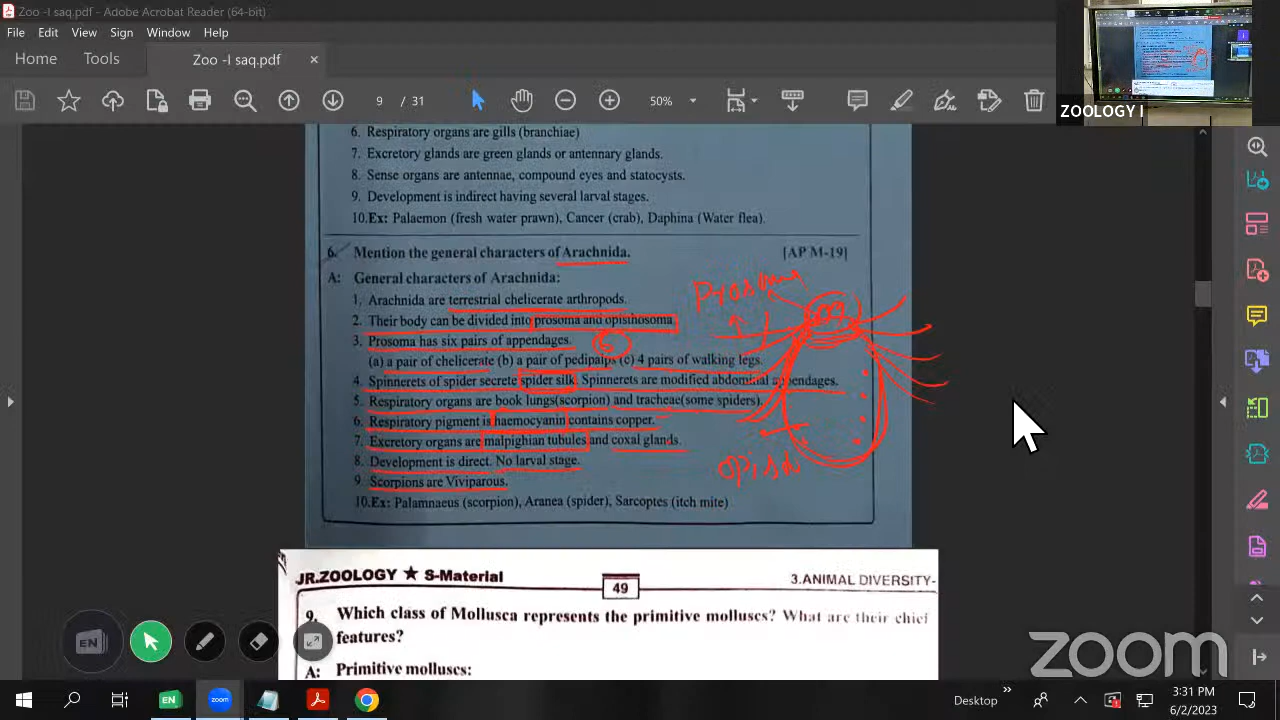 Zoo -I saq.pdf - Adobe Acrobat Reader (64-bit)
File Edit View Sign Window Help
Home Tools Zoo -I saq.pdf ×
9 / 31 50%
ZOOLOGY I
6. Respiratory organs are gills (branchiae)
7. Excretory glands are green glands or antennary glands.
8. Sense organs are antennae, compound eyes and statocysts.
9. Development is indirect having several larval stages.
10.Ex: Palaemon (fresh water prawn), Cancer (crab), Daphina (Water flea).
6. Mention the general characters of Arachnida. [AP M-19]
A: General characters of Arachnida:
1. Arachnida are terrestrial chelicerate arthropods.
2. Their body can be divided into prosoma and opisthosoma.
3. Prosoma has six pairs of appendages.
(a) a pair of chelicerate (b) a pair of pedipalps (c) 4 pairs of walking legs.
4. Spinnerets of spider secrete spider silk. Spinnerets are modified abdominal appendages.
5. Respiratory organs are book lungs(scorpion) and tracheae(some spiders).
6. Respiratory pigment is haemocyanin contains copper.
7. Excretory organs are malpighian tubules and coxal glands.
8. Development is direct. No larval stage.
9. Scorpions are Viviparous.
10.Ex: Palamnaeus (scorpion), Aranea (spider), Sarcoptes (itch mite)
Prosoma
6
JR.ZOOLOGY ★ S-Material 49 3.ANIMAL DIVERSITY-
9. Which class of Mollusca represents the primitive molluscs? What are their chief
features?
A: Primitive molluscs:
zoom
EN
EN zoom Desktop » 3:31 PM
6/2/2023